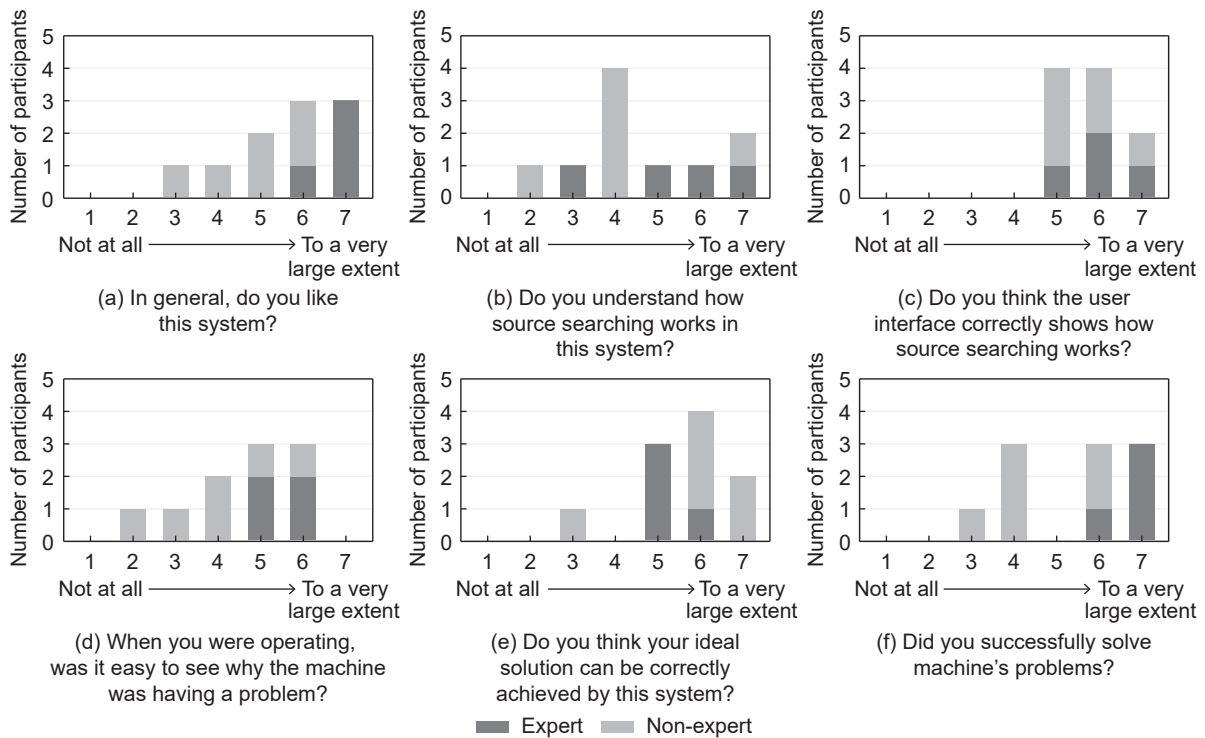 Number of participants
5
4
3
2
1
0
1 2 3 4 5 6 7
Not at all To a very
large extent
(a) In general, do you like
this system?
Number of participants
5
4
3
2
1
0
1 2 3 4 5 6 7
Not at all To a very
large extent
(b) Do you understand how
source searching works in
this system?
Number of participants
5
4
3
2
1
0
1 2 3 4 5 6 7
Not at all To a very
large extent
(c) Do you think the user
interface correctly shows how
source searching works?
Number of participants
5
4
3
2
1
0
1 2 3 4 5 6 7
Not at all To a very
large extent
(d) When you were operating,
was it easy to see why the machine
was having a problem?
Number of participants
5
4
3
2
1
0
1 2 3 4 5 6 7
Not at all To a very
large extent
(e) Do you think your ideal
solution can be correctly
achieved by this system?
Number of participants
5
4
3
2
1
0
1 2 3 4 5 6 7
Not at all To a very
large extent
(f) Did you successfully solve
machine's problems?
Expert Non-expert